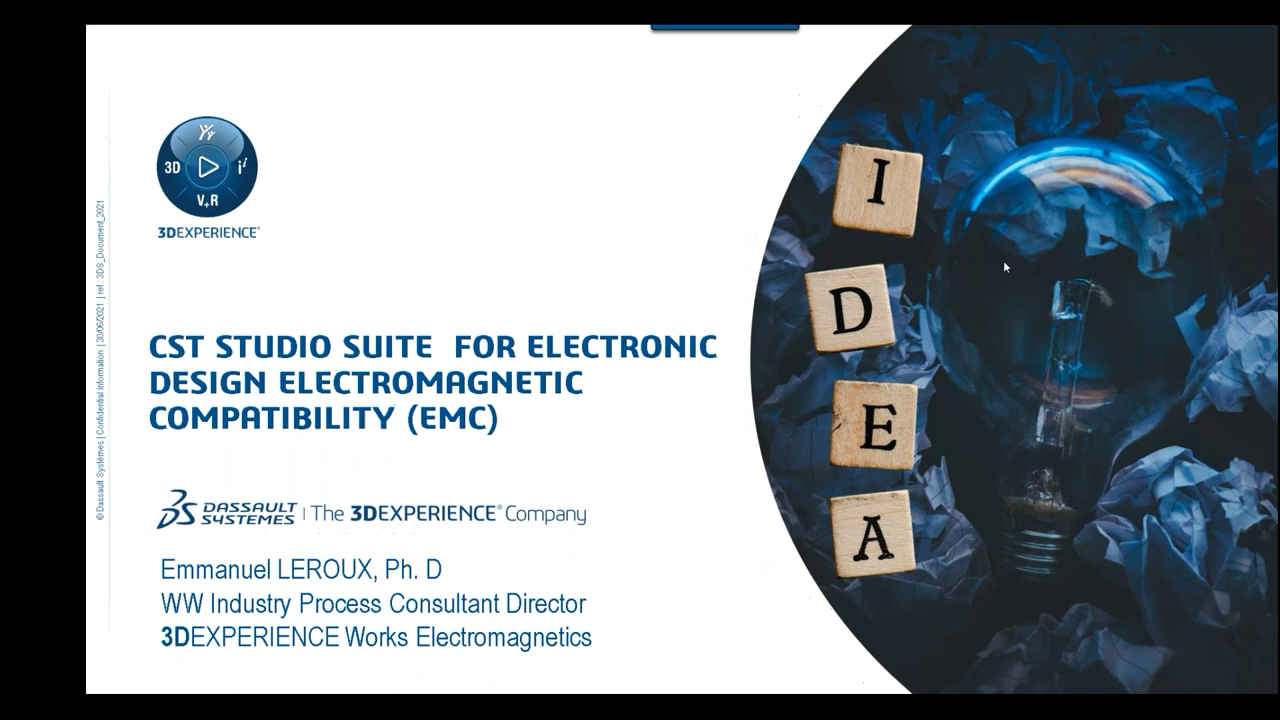 3D
i
V+R
3DEXPERIENCE®
© Dassault Systèmes | Confidential Information | 30/06/2021 | ref.: 3DS_Document_2021
CST STUDIO SUITE FOR ELECTRONIC
DESIGN ELECTROMAGNETIC
COMPATIBILITY (EMC)
DASSAULT
SYSTEMES | The 3DEXPERIENCE® Company
Emmanuel LEROUX, Ph. D
WW Industry Process Consultant Director
3DEXPERIENCE Works Electromagnetics
I
D
E
A